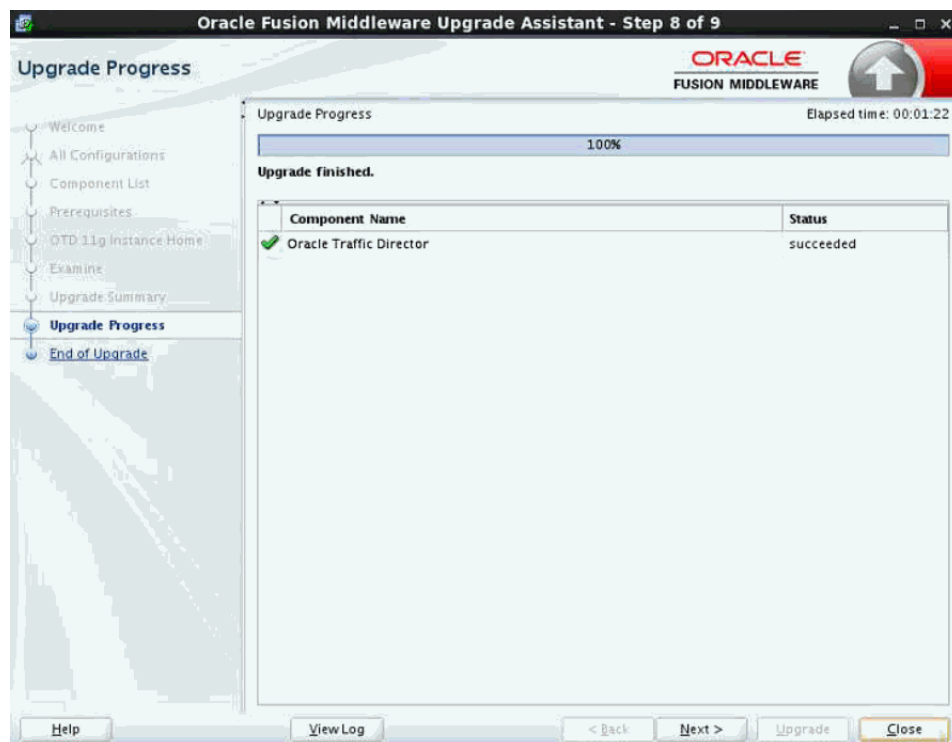 Oracle Fusion Middleware Upgrade Assistant - Step 8 of 9
Upgrade Progress
ORACLE
FUSION MIDDLEWARE
Welcome
All Configurations
Component List
Prerequisites
OTD 11g Instance Home
Examine
Upgrade Summary
Upgrade Progress
End of Upgrade
Upgrade Progress
Elapsed time: 00:01:22
100%
Upgrade finished.
Component Name Status
Oracle Traffic Director succeeded
Help View Log < Back Next > Upgrade Close